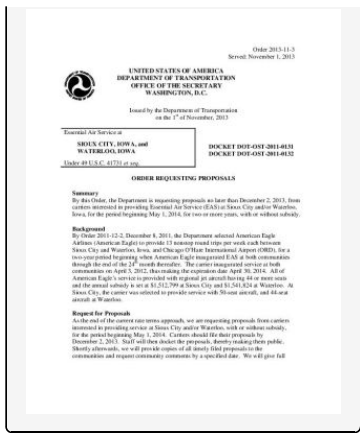 Order 2013-11-3
Served: November 1, 2013
UNITED STATES OF AMERICA
DEPARTMENT OF TRANSPORTATION
OFFICE OF THE SECRETARY
WASHINGTON, D.C.
Issued by the Department of Transportation
on the 1st of November, 2013
Essential Air Service at
SIOUX CITY, IOWA, and
WATERLOO, IOWA
Under 49 U.S.C. 41731 et seq.
DOCKET DOT-OST-2011-0131
DOCKET DOT-OST-2011-0132
ORDER REQUESTING PROPOSALS
Summary
By this Order, the Department is requesting proposals no later than December 2, 2013, from
carriers interested in providing Essential Air Service (EAS) at Sioux City and/or Waterloo,
Iowa, for the period beginning May 1, 2014, for two or more years, with or without subsidy.
Background
By Order 2011-12-2, December 8, 2011, the Department selected American Eagle
Airlines (American Eagle) to provide 13 nonstop round trips per week each between
Sioux City and Waterloo, Iowa, and Chicago O'Hare International Airport (ORD), for a
two-year period beginning when American Eagle inaugurated EAS at both communities
through the end of the 24th month thereafter. The carrier inaugurated service at both
communities on April 3, 2012, thus making the expiration date April 30, 2014. All of
American Eagle's service is provided with regional jet aircraft having 44 or more seats
and the annual subsidy is set at $1,512,799 at Sioux City and $1,541,824 at Waterloo. At
Sioux City, the carrier was selected to provide service with 50-seat aircraft, and 44-seat
aircraft at Waterloo.
Request for Proposals
As the end of the current rate terms approach, we are requesting proposals from carriers
interested in providing service at Sioux City and/or Waterloo, with or without subsidy,
for the period beginning May 1, 2014. Carriers should file their proposals by
December 2, 2013. Staff will then docket the proposals, thereby making them public.
Shortly afterwards, we will provide copies of all timely filed proposals to the
communities and request community comments by a specified date. We will give full